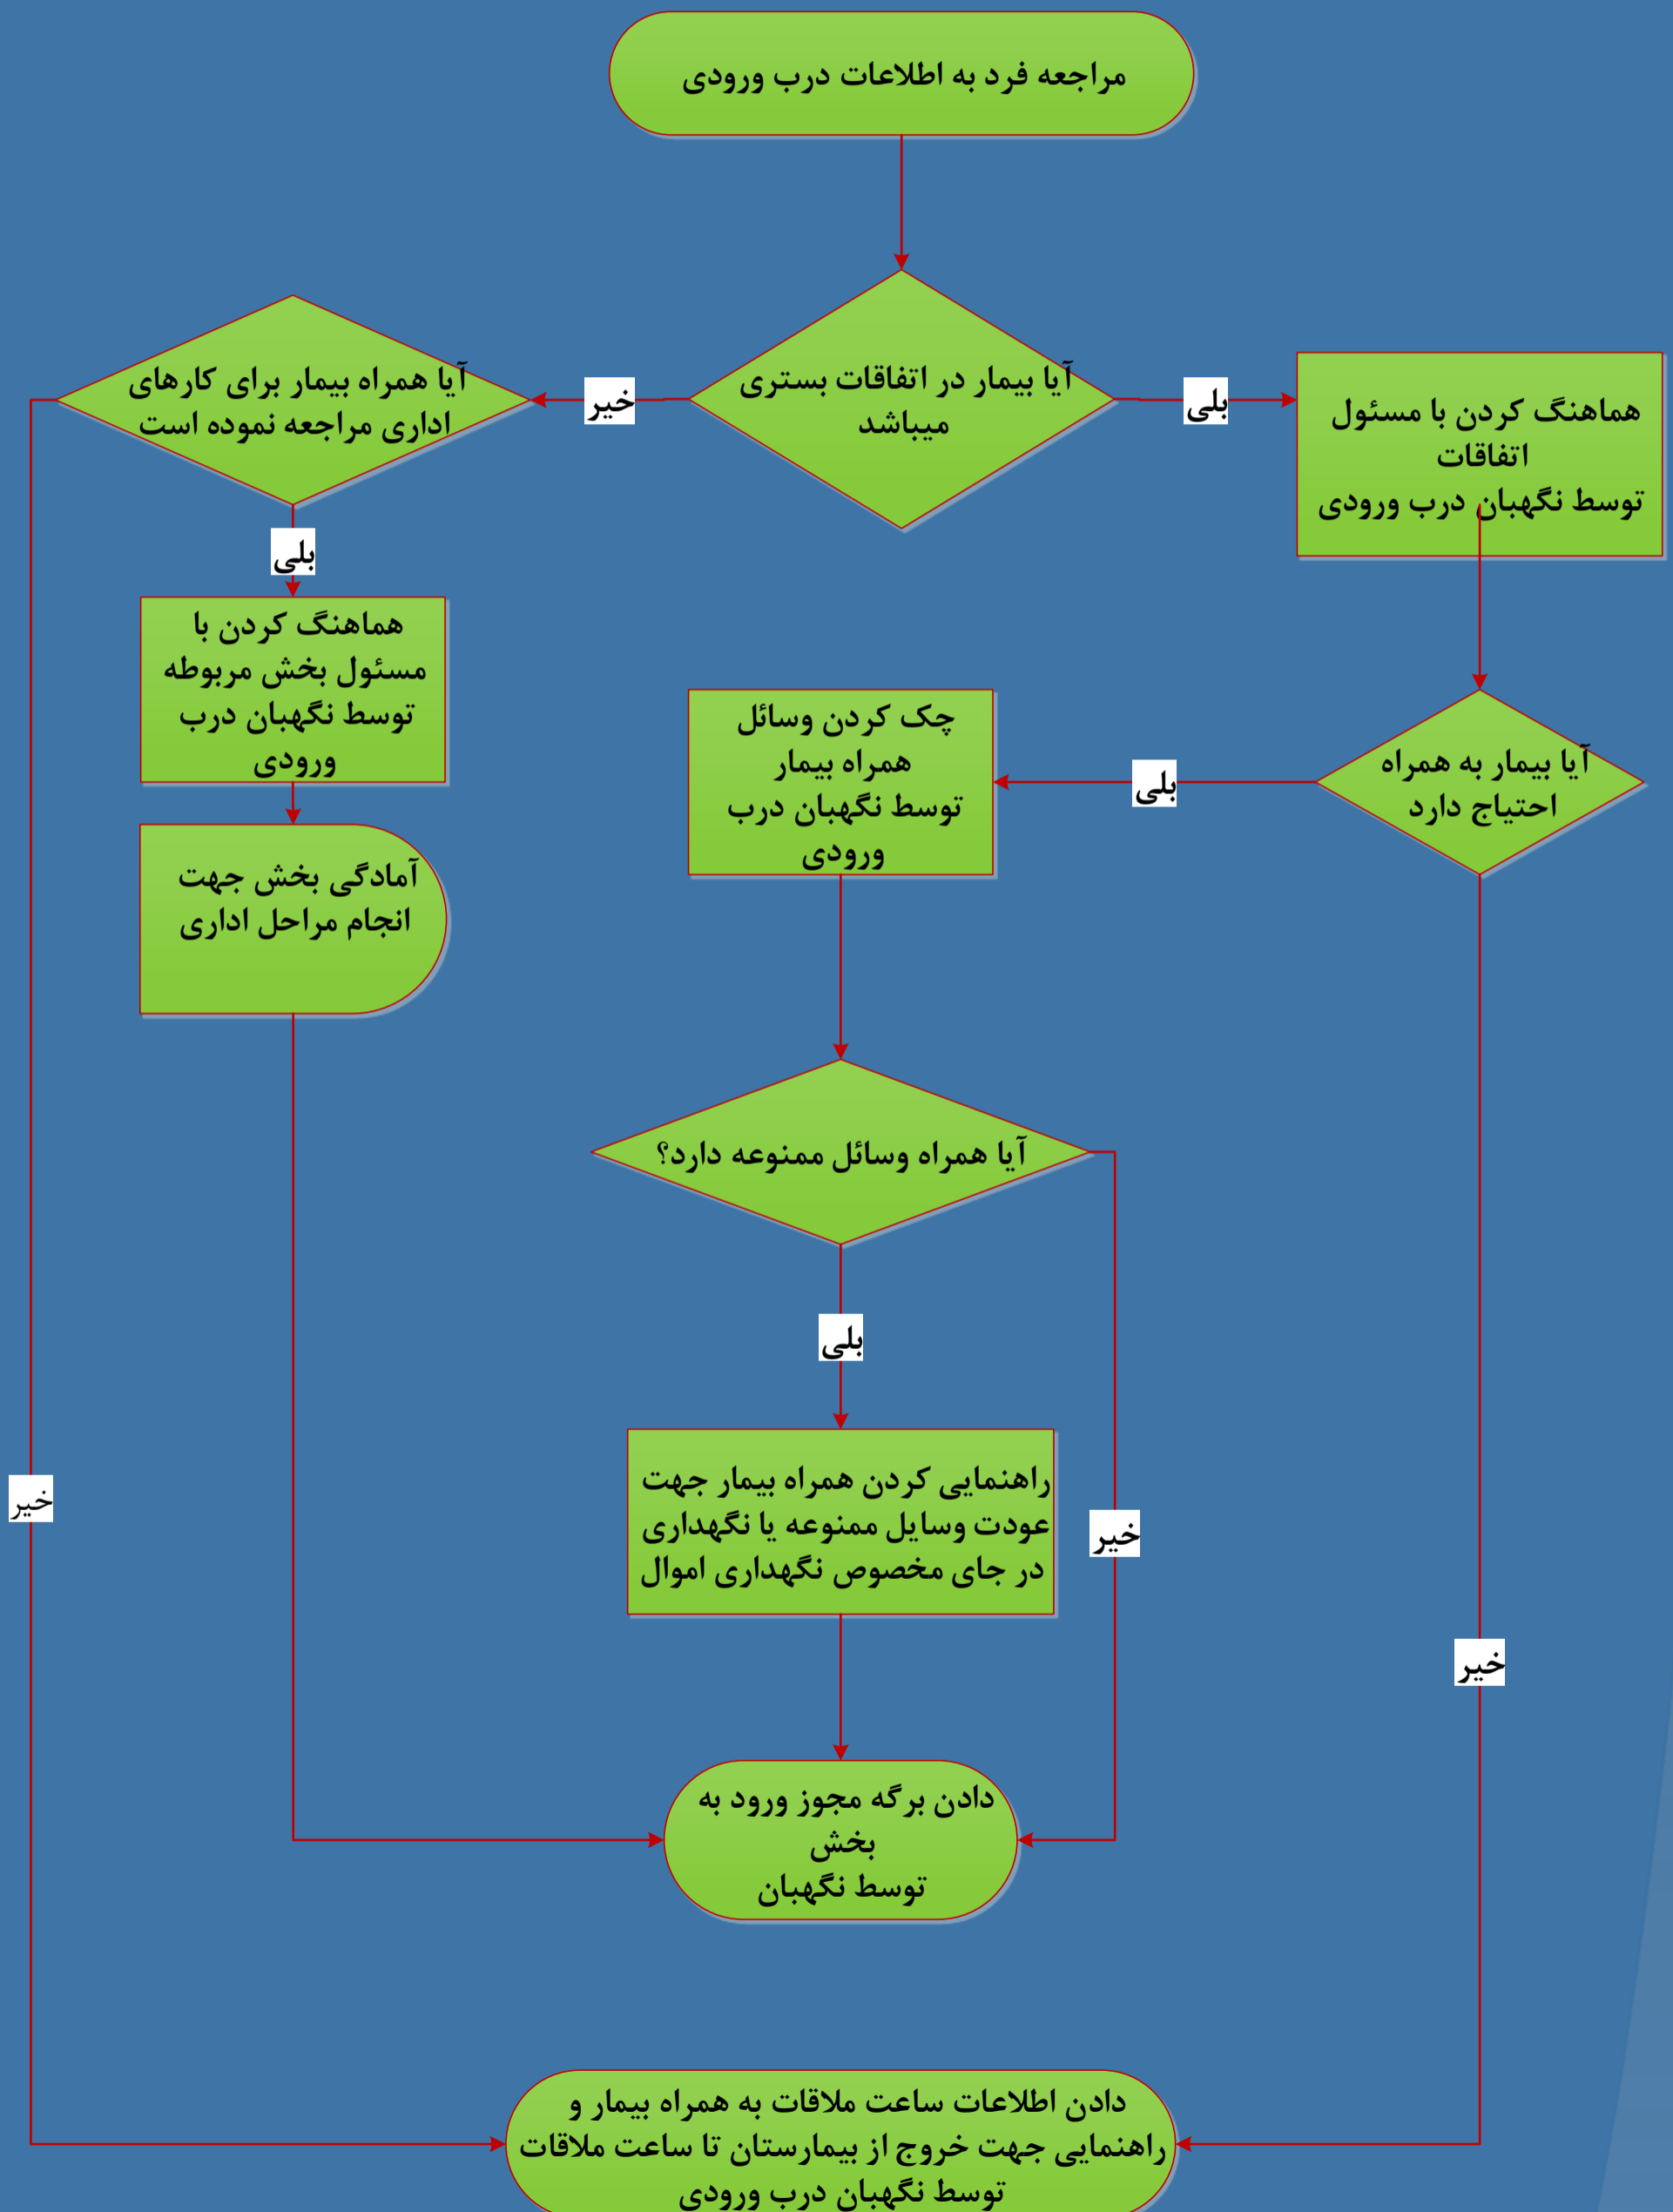 مراجعه فرد به اطلاعات درب ورودی
آیا بیمار در اتفاقات بستری
میباشد
بلی
خیر
هماهنگ کردن با مسئول
اتفاقات
توسط نگهبان درب ورودی
آیا همراه بیمار برای کارهای
اداری مراجعه نموده است
بلی
هماهنگ کردن با
مسئول بخش مربوطه
توسط نگهبان درب
ورودی
آیا بیمار به همراه
احتیاج دارد
بلی
چک کردن وسائل
همراه بیمار
توسط نگهبان درب
ورودی
آمادگی بخش جهت
انجام مراحل اداری
آیا همراه وسائل ممنوعه دارد؟
بلی
خیر
راهنمایی کردن همراه بیمار جهت
عودت وسایل ممنوعه یا نگهداری
در جای مخصوص نگهداری اموال
خیر
خیر
دادن برگه مجوز ورود به
بخش
توسط نگهبان
دادن اطلاعات ساعت ملاقات به همراه بیمار و
راهنمایی جهت خروج از بیمارستان تا ساعت ملاقات
توسط نگهبان درب ورودی